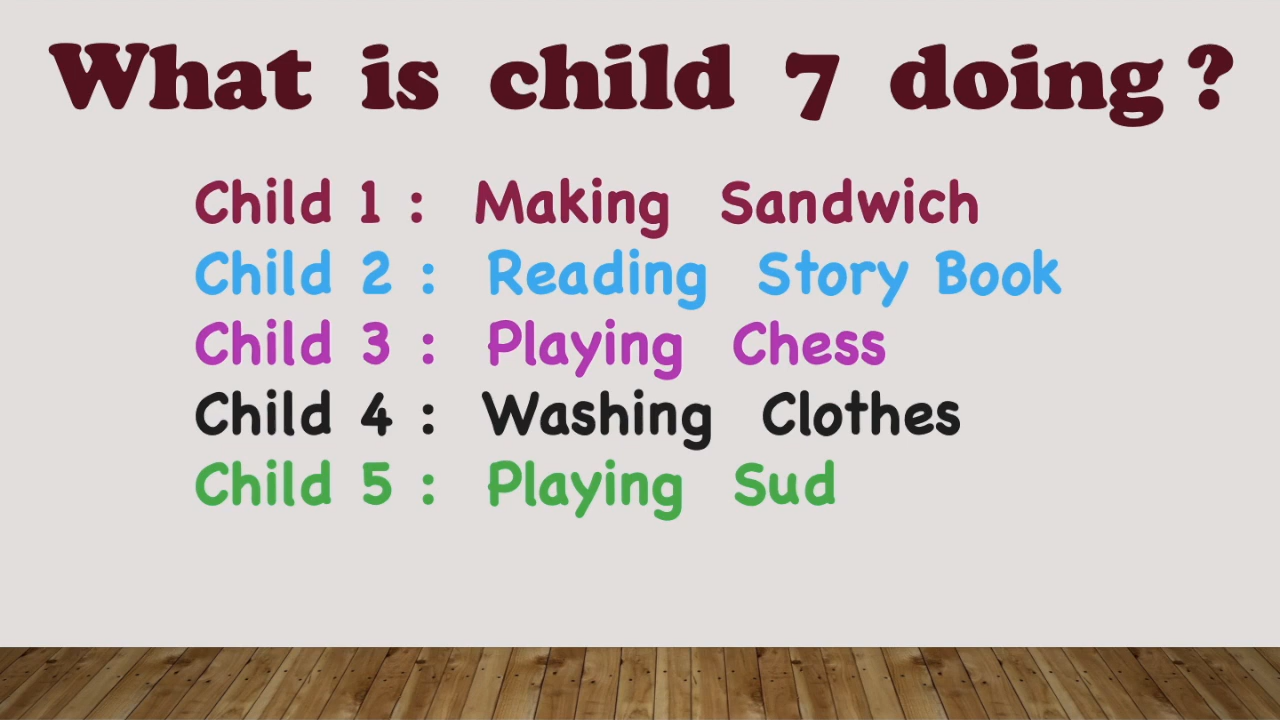 What is child 7 doing ?
Child 1 : Making Sandwich
Child 2 : Reading Story Book
Child 3 : Playing Chess
Child 4 : Washing Clothes
Child 5 : Playing Sud